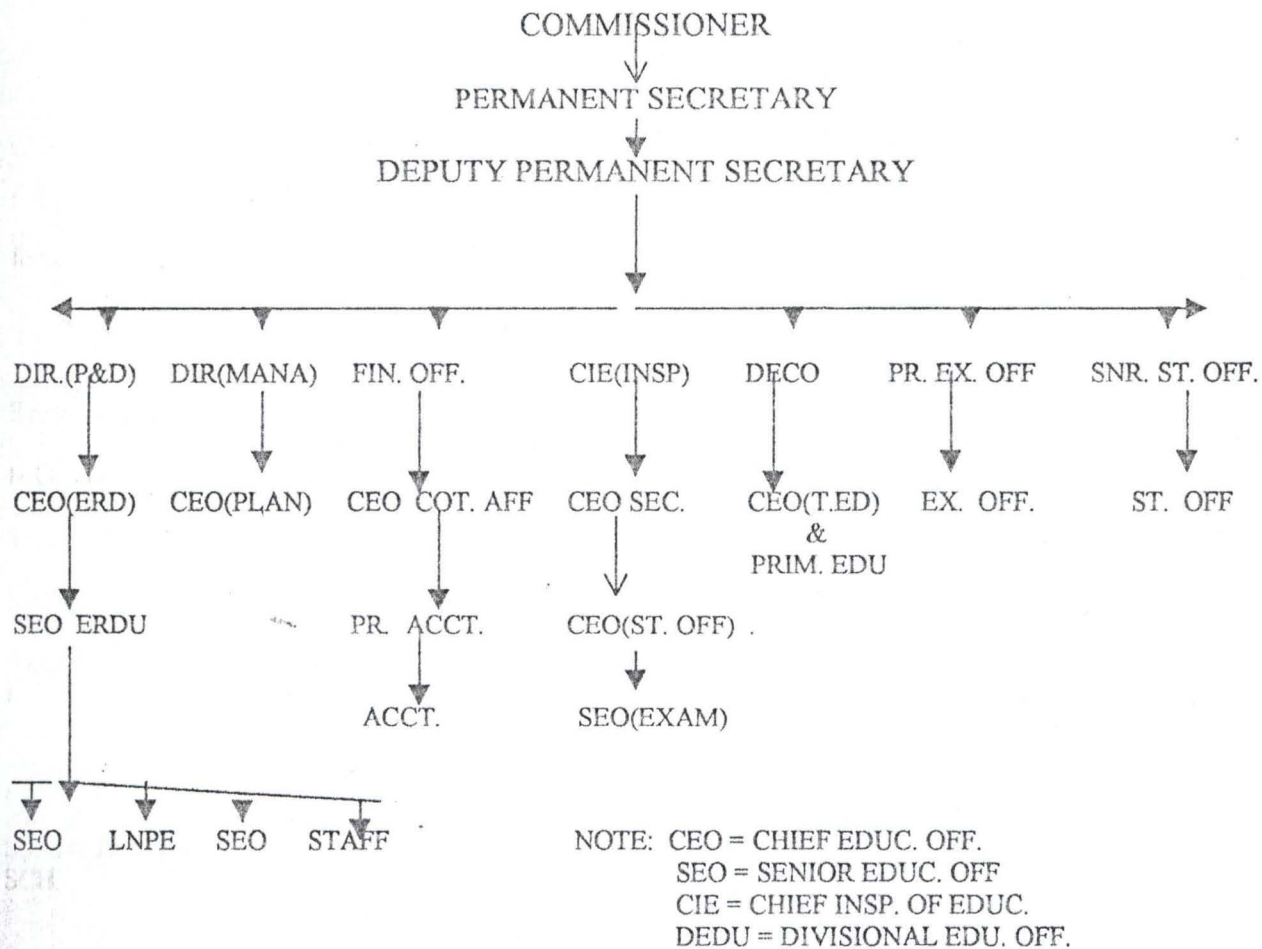 COMMISSIONER
PERMANENT SECRETARY
DEPUTY PERMANENT SECRETARY
DIR.(P&D) DIR(MANA) FIN. OFF. CIE(INSP) DECO PR. EX. OFF SNR. ST. OFF.
CEO(ERD) CEO(PLAN) CEO COT. AFF CEO SEC. CEO(T.ED) EX. OFF. ST. OFF
&
PRIM. EDU
SEO ERDU PR. ACCT. CEO(ST. OFF) .
ACCT. SEO(EXAM)
SEO LNPE SEO STAFF
NOTE: CEO = CHIEF EDUC. OFF.
SEO = SENIOR EDUC. OFF
CIE = CHIEF INSP. OF EDUC.
DEDU = DIVISIONAL EDU. OFF.